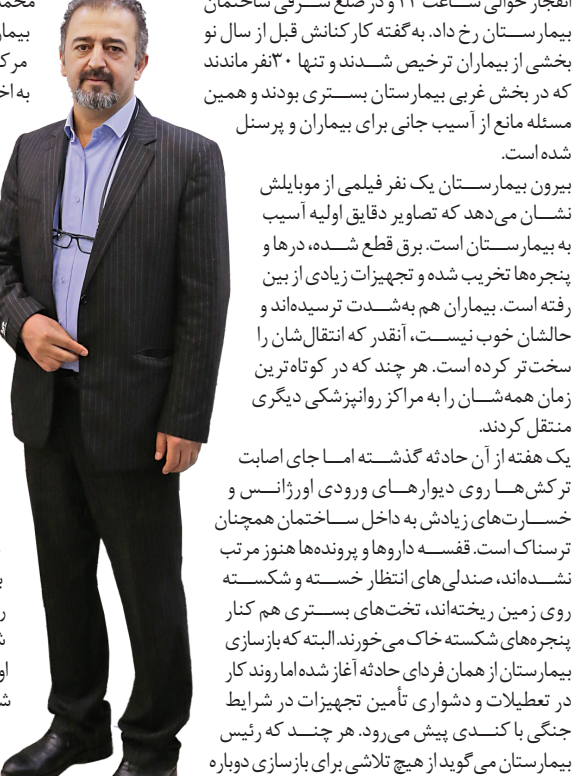 انفجار حوالی ساعت ۲۲ و در ضلع شرقی ساختمان
بیمارستان رخ داد. به‌گفته کارکنانش قبل از سال نو
بخشی از بیماران ترخیص شدند و تنها ۳۰نفر ماندند
که در بخش غربی بیمارستان بستری بودند و همین
مسئله مانع از آسیب جانی برای بیماران و پرسنل
شده است.
بیرون بیمارستان یک نفر فیلمی از موبایلش
نشان می‌دهد که تصاویر دقایق اولیه آسیب
به بیمارستان است. برق قطع شده، درها و
پنجره‌ها تخریب شده و تجهیزات زیادی از بین
رفته است. بیماران هم به‌شدت ترسیده‌اند و
حالشان خوب نیست، آنقدر که انتقال‌شان را
سخت‌تر کرده است. هر چند که در کوتاه‌ترین
زمان همه‌شان را به مراکز روانپزشکی دیگری
منتقل کردند.
یک هفته از آن حادثه گذشته اما جای اصابت
ترکش‌ها روی دیوارهای ورودی اورژانس و
خسارت‌های زیادش به داخل ساختمان همچنان
ترسناک است. قفسه داروها و پرونده‌ها هنوز مرتب
نشده‌اند، صندلی‌های انتظار خسته و شکسته
روی زمین ریخته‌اند، تخت‌های بستری هم کنار
پنجره‌های شکسته خاک می‌خورند.البته که بازسازی
بیمارستان از همان فردای حادثه آغاز شده اما روند کار
در تعطیلات و دشواری تأمین تجهیزات در شرایط
جنگی با کندی پیش می‌رود. هر چند که رئیس
بیمارستان می‌گوید از هیچ تلاشی برای بازسازی دوباره